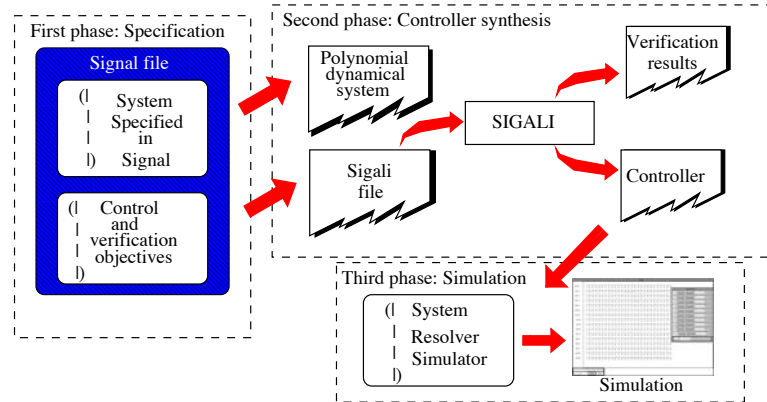 First phase: Specification
Signal file
(| System
| Specified
| in
|) Signal
(| Control
| and
| verification
| objectives
|)
Second phase: Controller synthesis
Polynomial
dynamical
system
Sigali
file
SIGALI
Verification
results
Controller
Third phase: Simulation
(| System
| Resolver
| Simulator
|)
Simulation